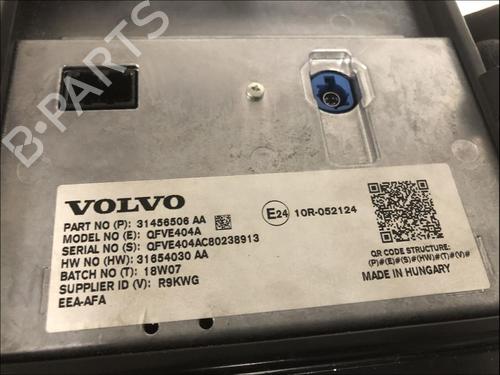 B-PARTS
VOLVO
PART NO (P): 31456506 AA
MODEL NO (E): QFVE404A
SERIAL NO (S): QFVE404AC80238913
HW NO (HW): 31654030 AA
BATCH NO (T): 18W07
SUPPLIER ID (V): R9KWG
EEA-AFA
E24 10R-052124
QR CODE STRUCTURE:
(P)#(E)#(S)#(HW)#(T)#(V)#
MADE IN HUNGARY